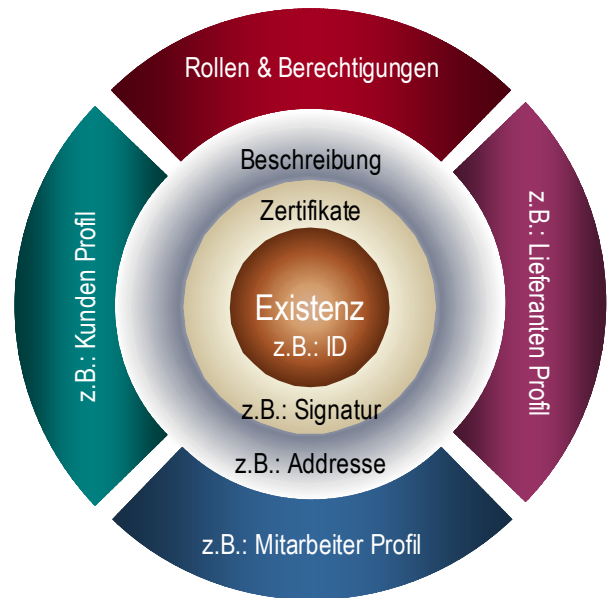 Rollen & Berechtigungen
Beschreibung
Zertifikate
Existenz
z.B.: ID
z.B.: Signatur
z.B.: Addresse
z.B.: Kunden Profil
z.B.: Lieferanten Profil
z.B.: Mitarbeiter Profil